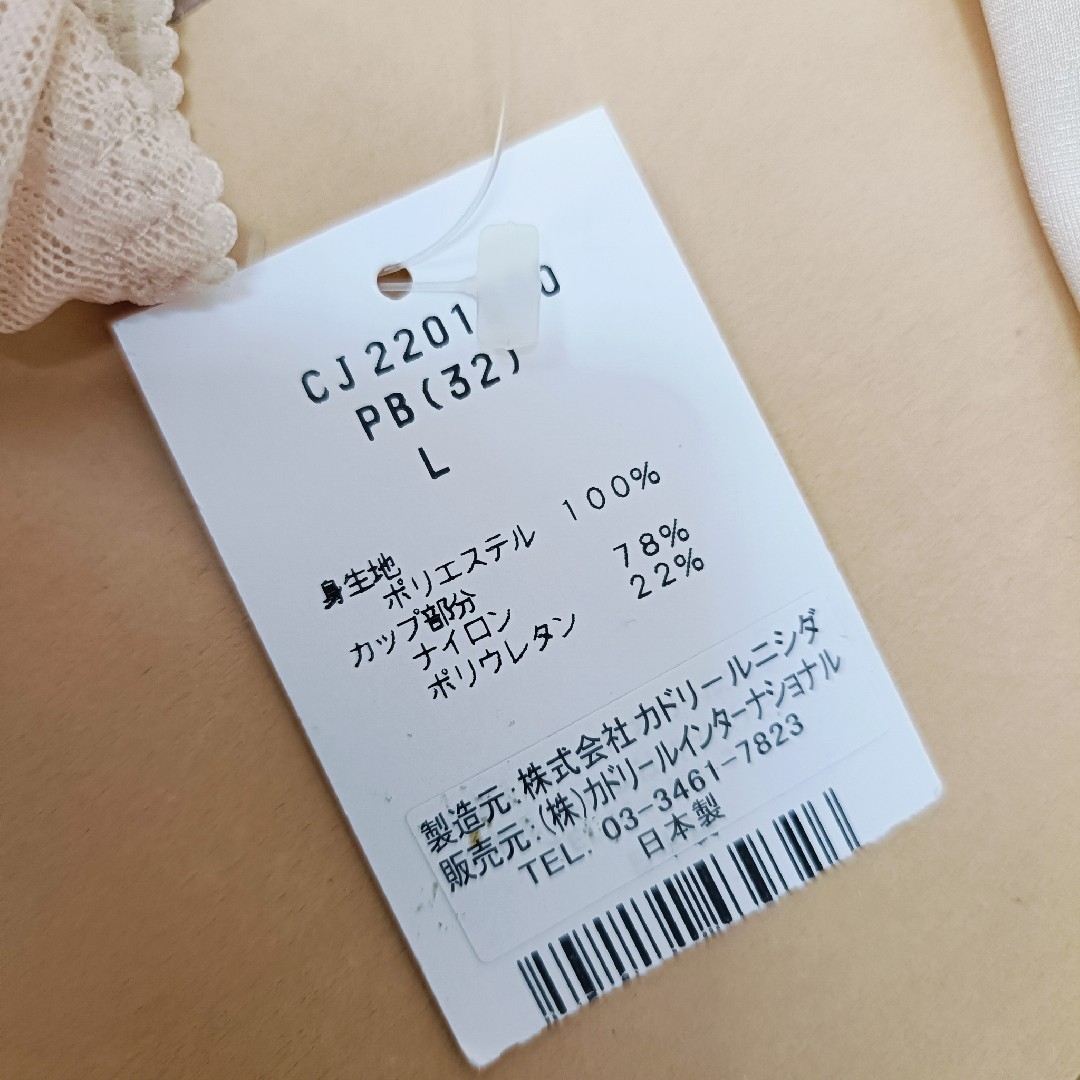 CJ2201 0
PB(32)
L
身生地
ポリエステル 100%
カップ部分
ナイロン 78%
ポリウレタン 22%
製造元:株式会社カドリールニシダ
販売元:(株)カドリールインターナショナル
TEL. 03-3461-7823
日本製